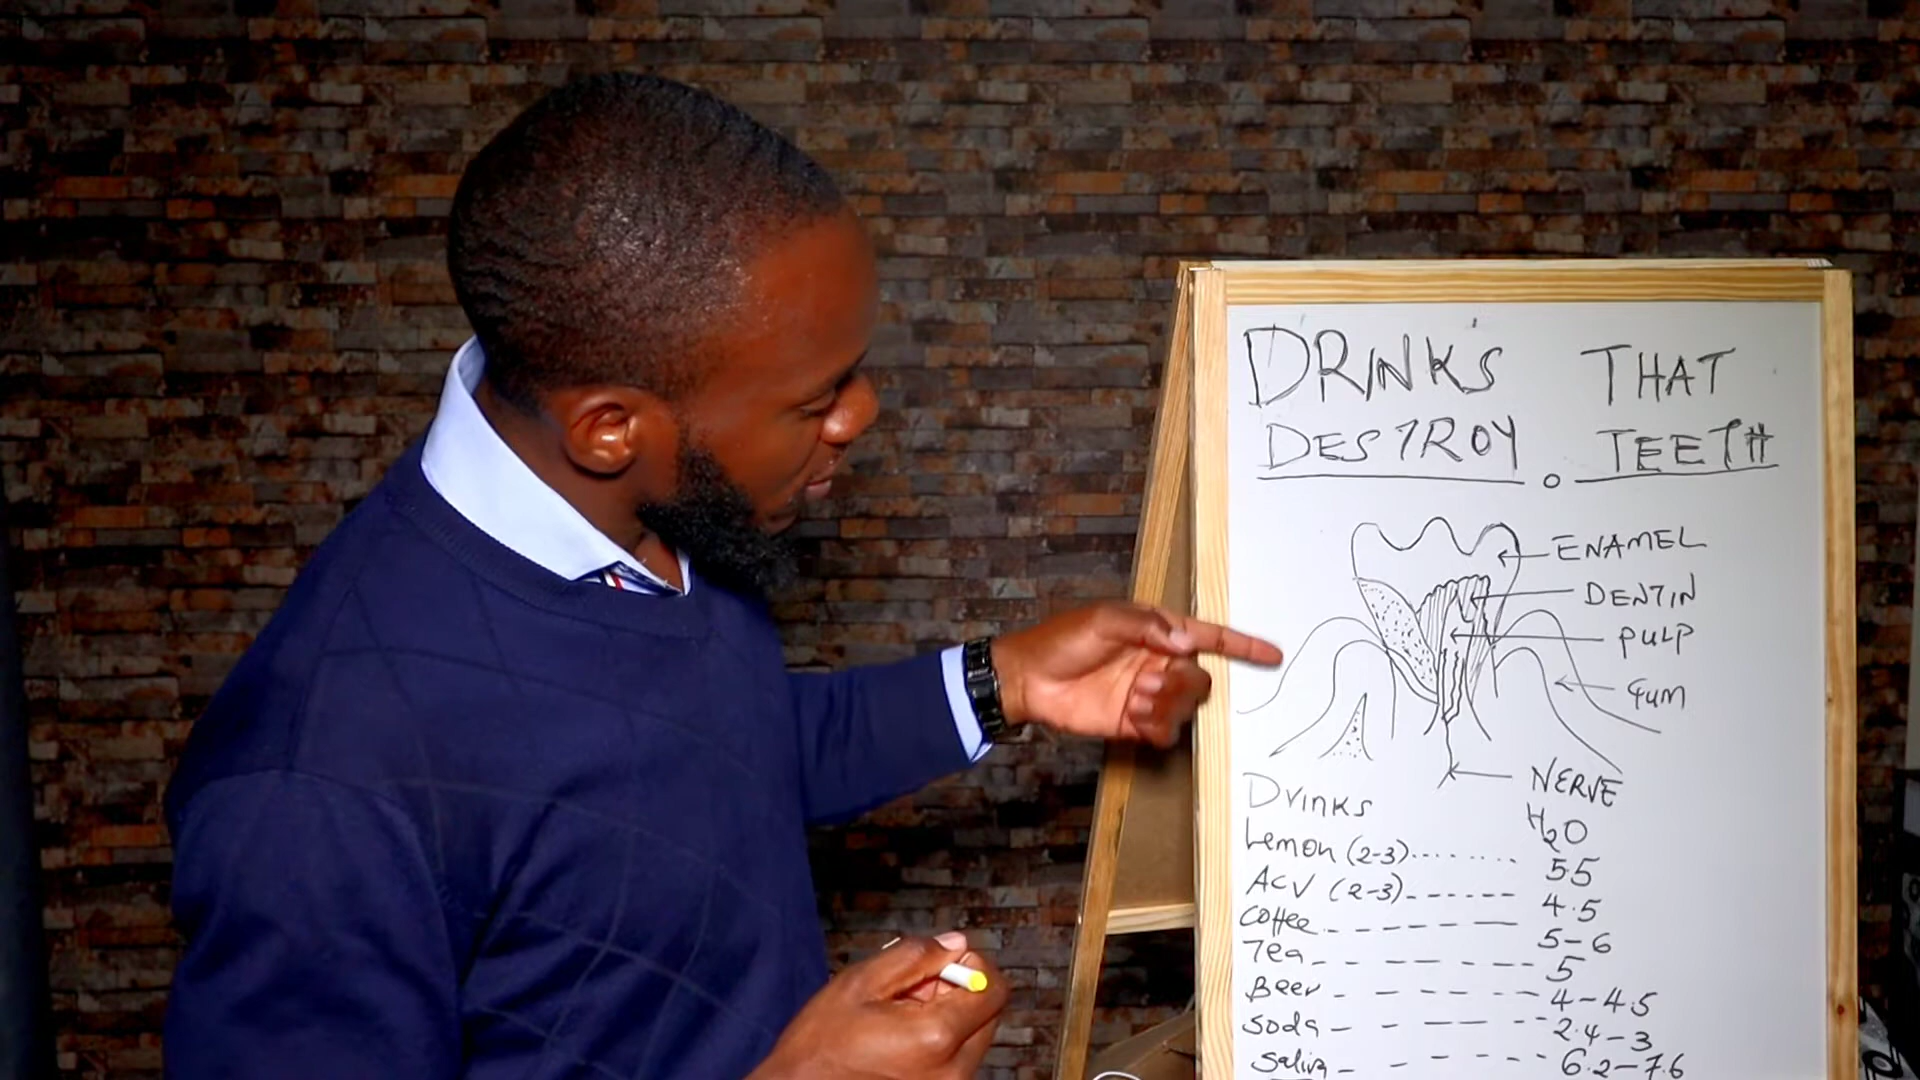 DRINKS THAT
DESTROY. TEETH
ENAMEL
DENTIN
PULP
Gum
NERVE
Drinks H₂O
Lemon (2-3)........ 5.5
ACV (2-3)------ 4.5
Coffee ------ 5-6
Tea ------- 5
Beer ------ 4-4.5
Soda ------ 2.4-3
Saliva ------ 6.2-7.6